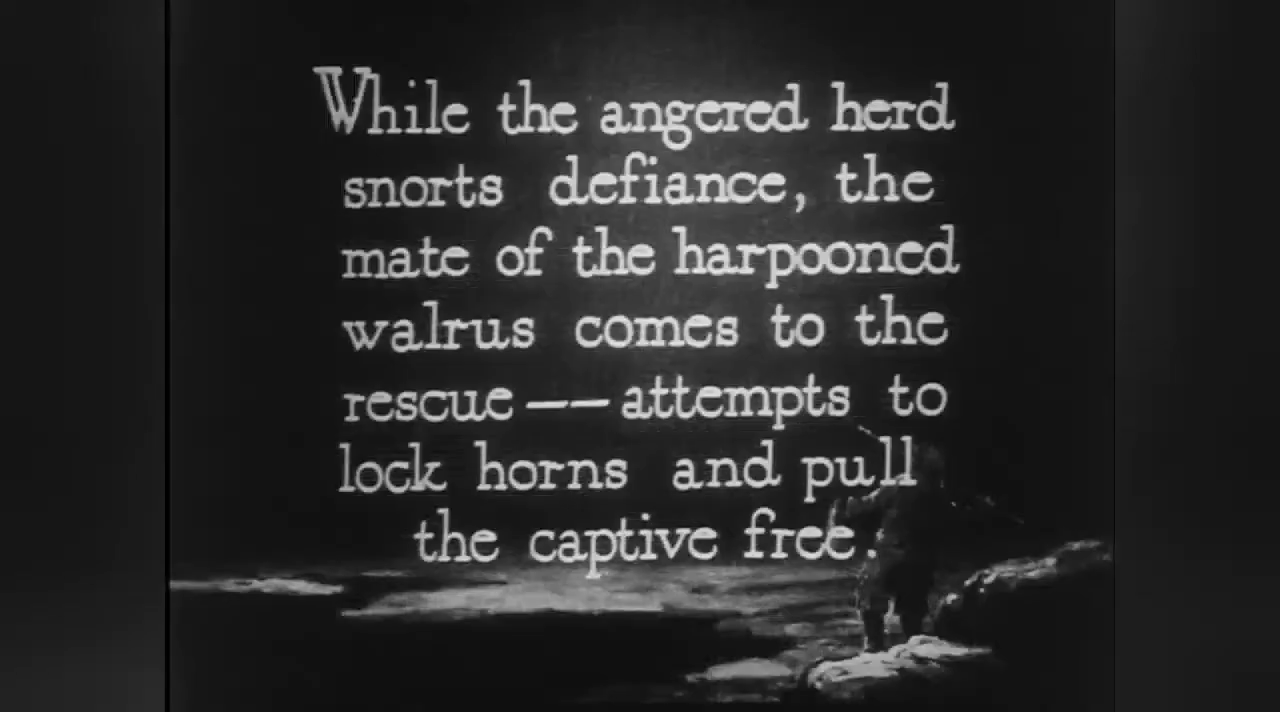 While the angered herd
snorts defiance, the
mate of the harpooned
walrus comes to the
rescue -- attempts to
lock horns and pull
the captive free.